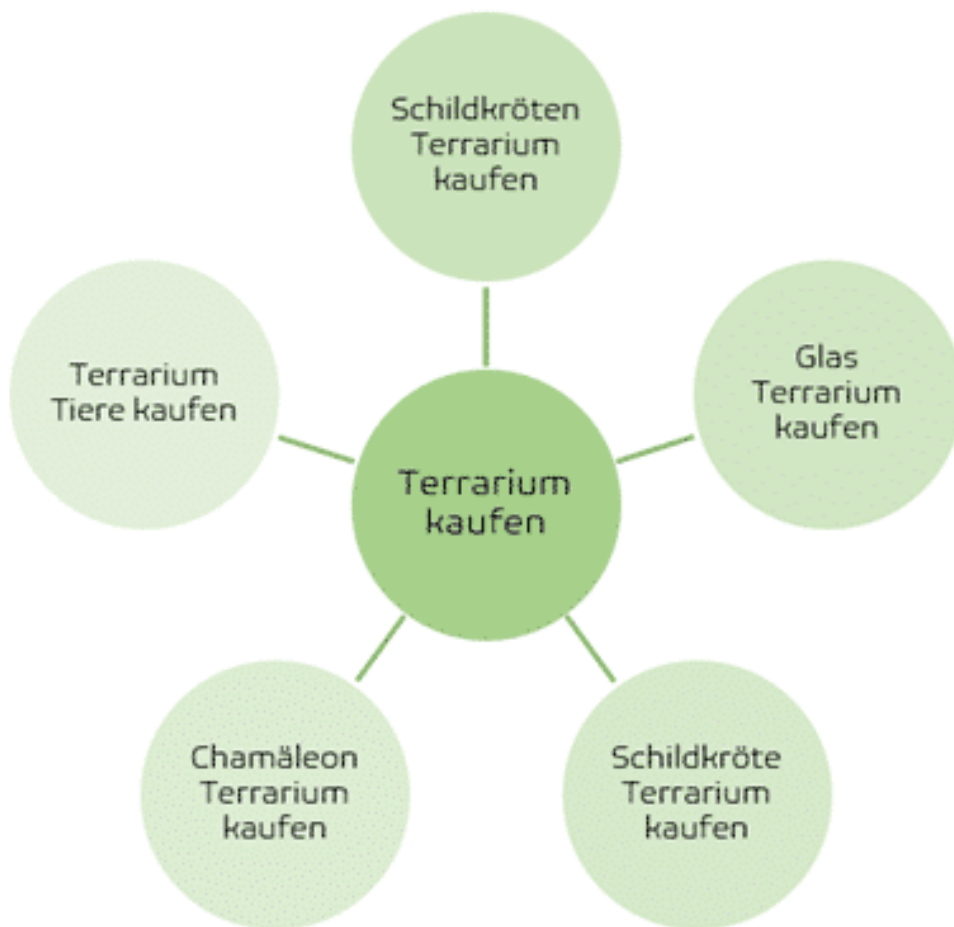 Schildkröten
Terrarium
kaufen
Glas
Terrarium
kaufen
Terrarium
Tiere kaufen
Terrarium
kaufen
Chamäleon
Terrarium
kaufen
Schildkröte
Terrarium
kaufen